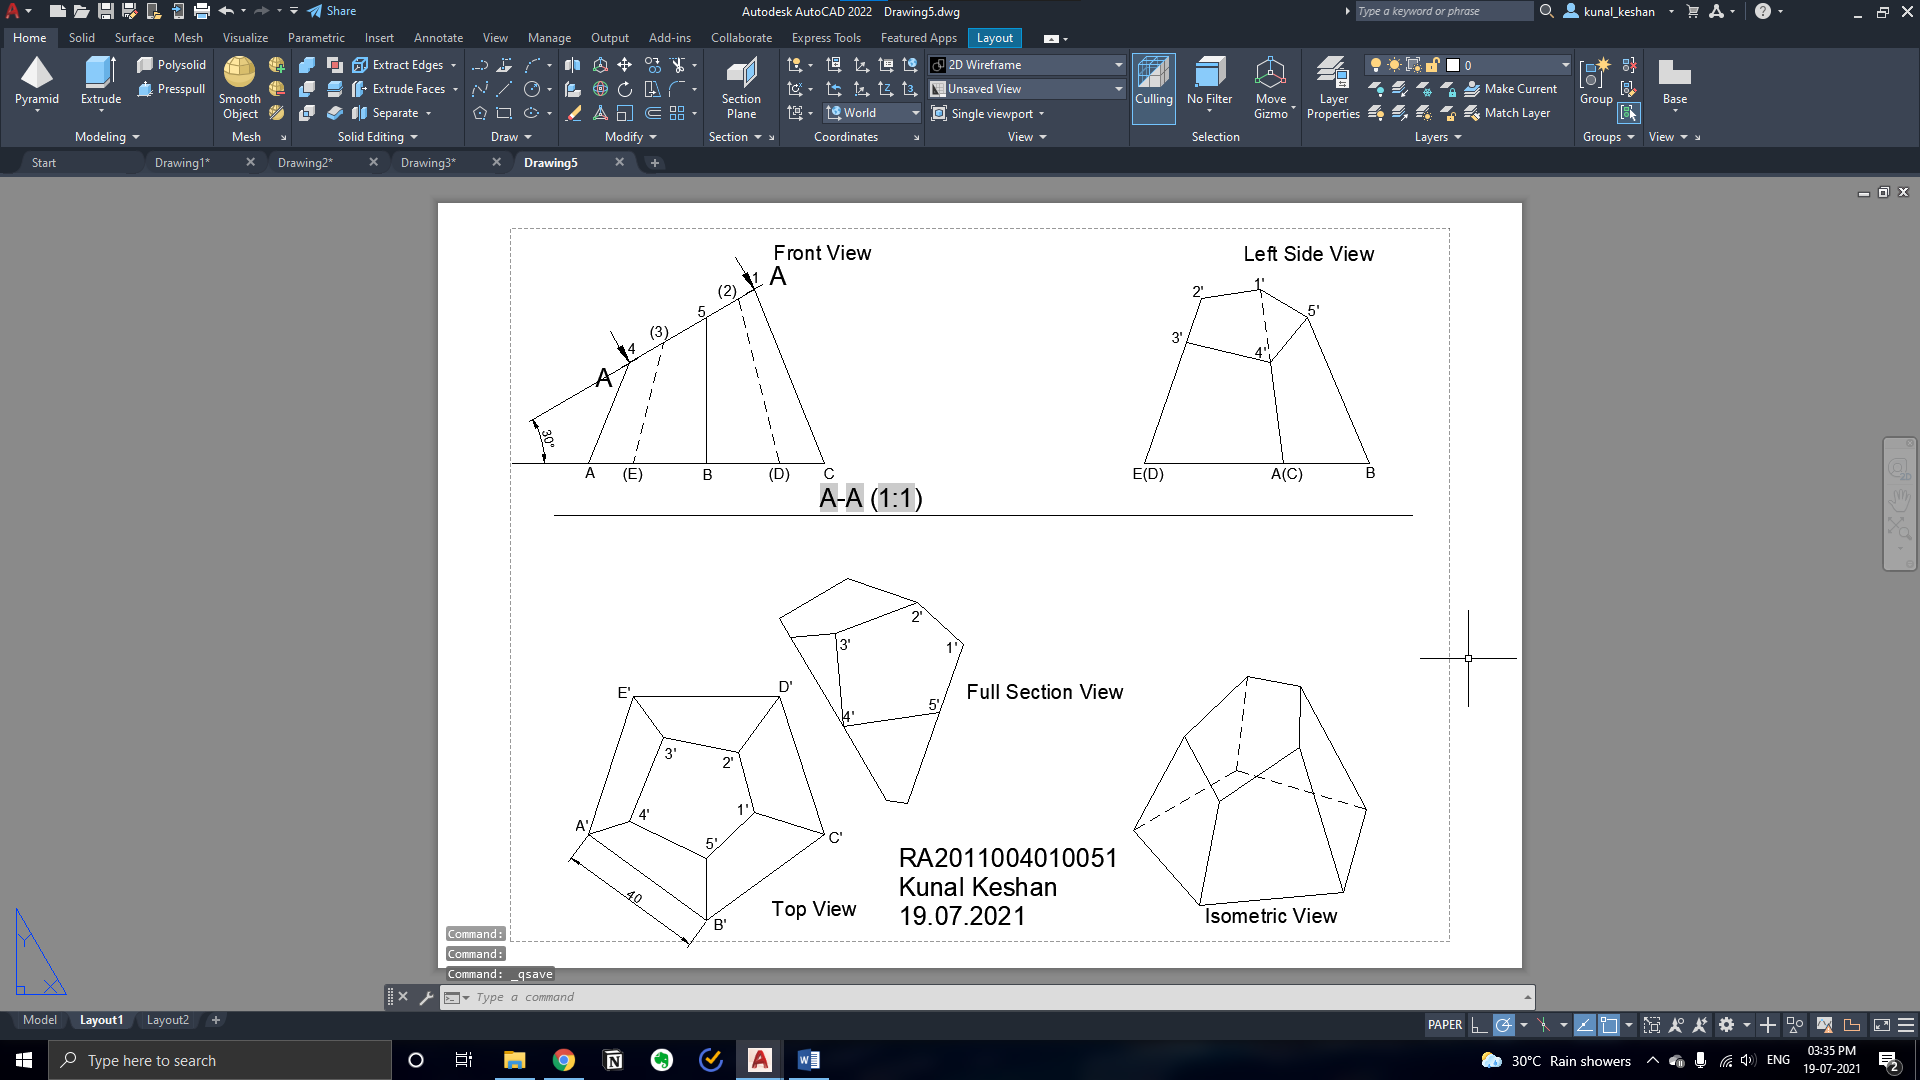 Share
Autodesk AutoCAD 2022 Drawing5.dwg
Type a keyword or phrase
kunal_keshan
Home Solid Surface Mesh Visualize Parametric Insert Annotate View Manage Output Add-ins Collaborate Express Tools Featured Apps Layout
Pyramid
Extrude
Polysolid
Presspull
Smooth Object
Extract Edges
Extrude Faces
Separate
Section Plane
World
2D Wireframe
Unsaved View
Single viewport
Culling
No Filter
Move Gizmo
Layer Properties
0
Make Current
Match Layer
Group
Base
Modeling Mesh Solid Editing Draw Modify Section Coordinates View Selection Layers Groups View
Start Drawing1* Drawing2* Drawing3* Drawing5
Front View
A
1
(2)
5
(3)
4
A
30°
A (E) B (D) C
A-A (1:1)
Left Side View
2' 1' 5'
3' 4'
E(D) A(C) B
2'
3'
1'
5'
4'
Full Section View
E' D'
3' 2'
4' 1'
A' 5' C'
40
B'
Top View
RA2011004010051
Kunal Keshan
19.07.2021
Isometric View
Y
X
Command:
Command:
Command: _qsave
Type a command
Model Layout1 Layout2
PAPER
Type here to search
30°C Rain showers
ENG
03:35 PM
19-07-2021
2